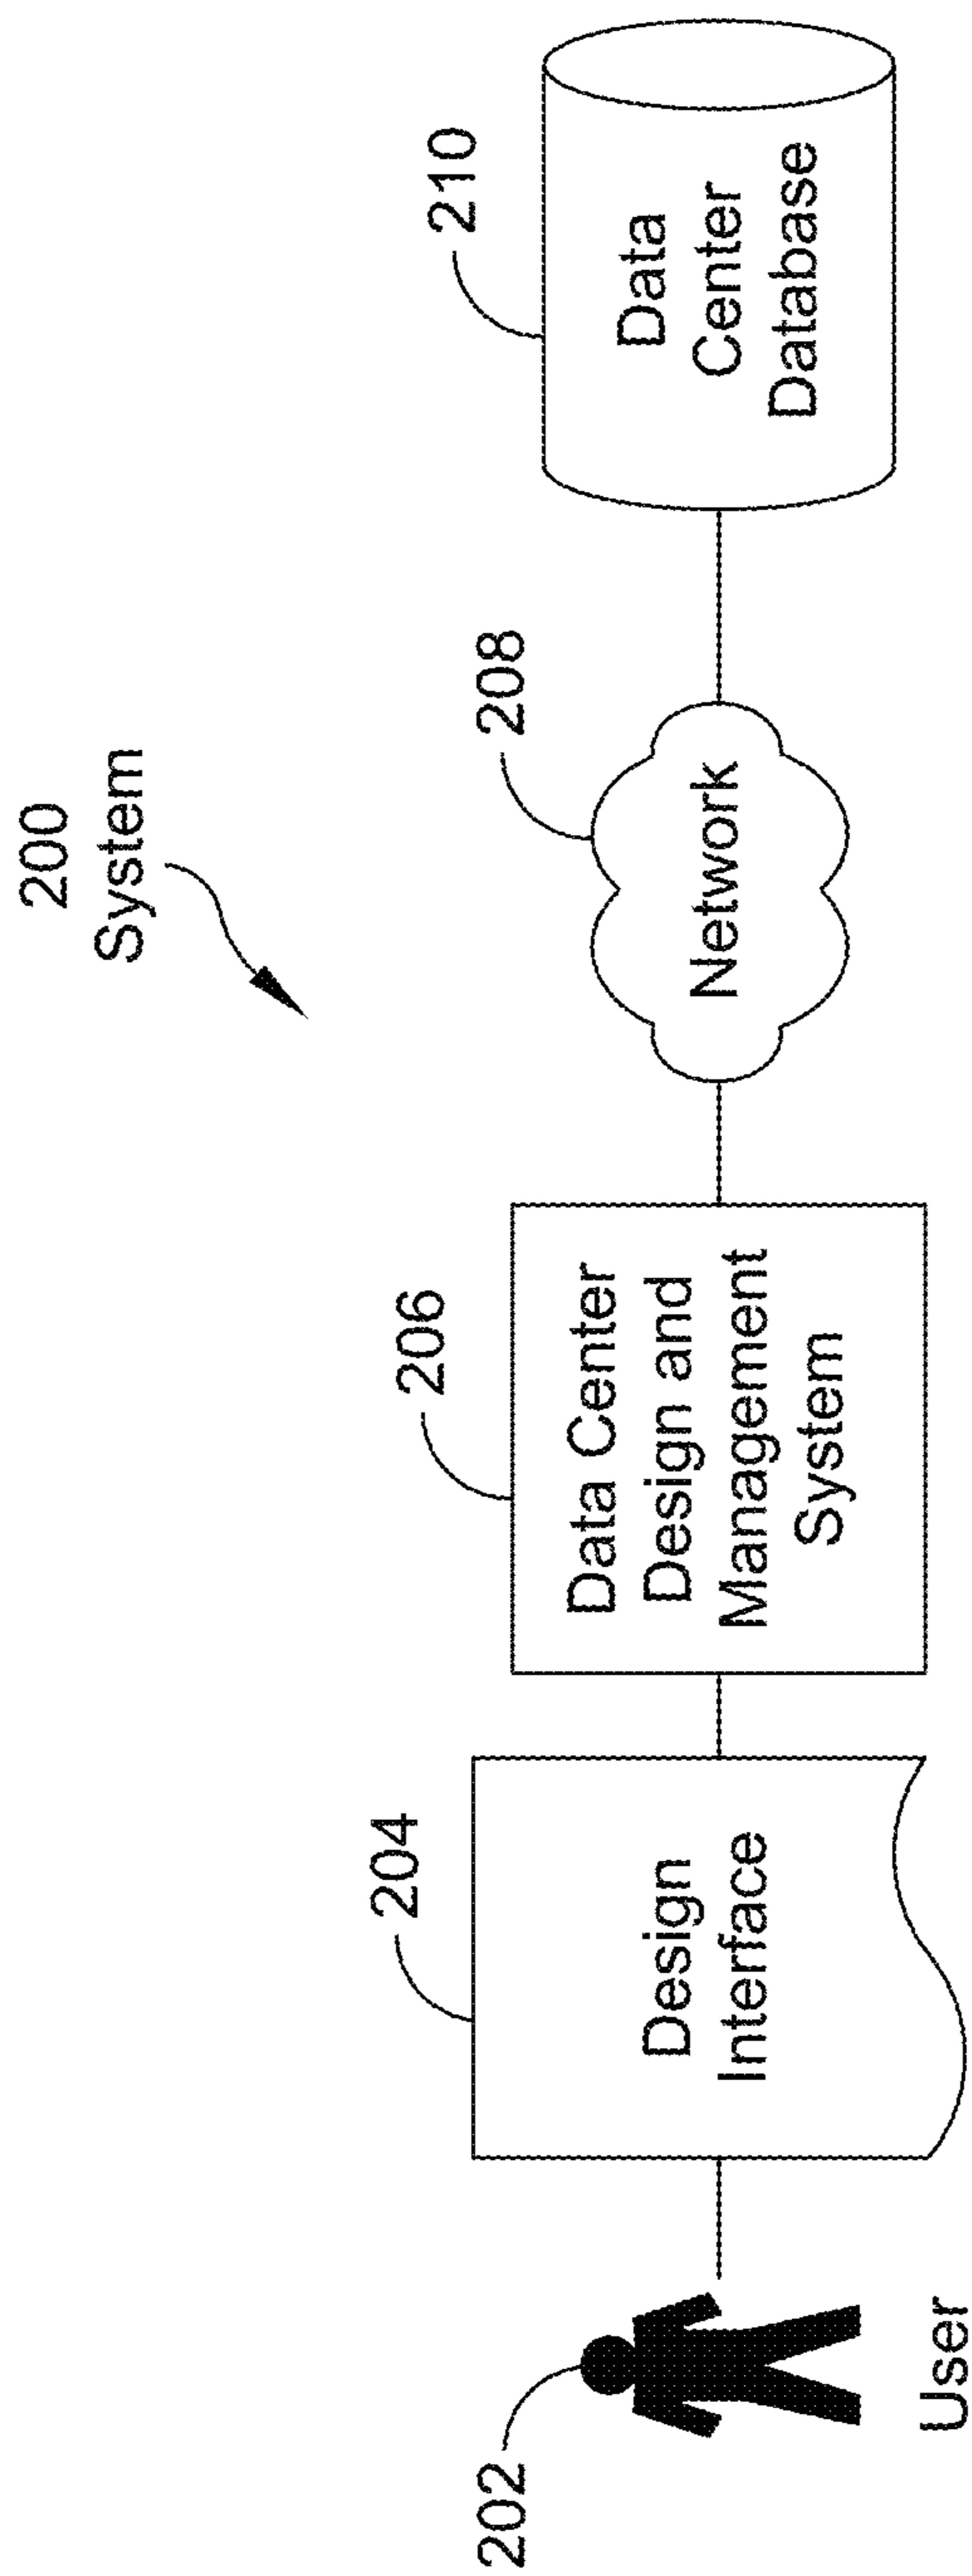 200
System
202
User
204
Design
Interface
206
Data Center
Design and
Management
System
208
Network
210
Data
Center
Database